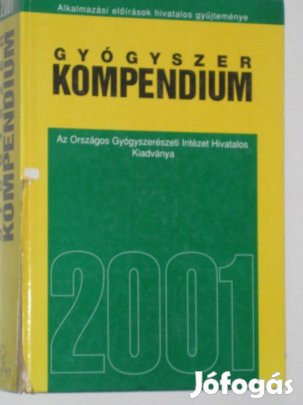 Alkalmazási előírások hivatalos gyűjteménye
GYÓGYSZER
KOMPENDIUM
Az Országos Gyógyszerészeti Intézet Hivatalos
Kiadványa
2001
KOMPENDIUM
Jófogás